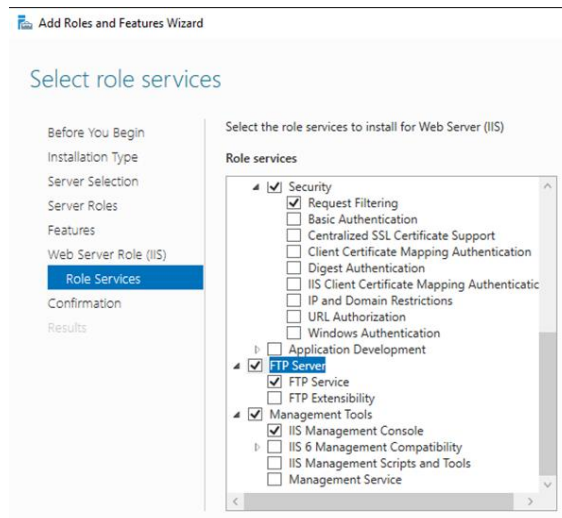 Add Roles and Features Wizard
Select role services
Before You Begin
Installation Type
Server Selection
Server Roles
Features
Web Server Role (IIS)
Role Services
Confirmation
Results
Select the role services to install for Web Server (IIS)
Role services
Security
Request Filtering
Basic Authentication
Centralized SSL Certificate Support
Client Certificate Mapping Authentication
Digest Authentication
IIS Client Certificate Mapping Authenticatic
IP and Domain Restrictions
URL Authorization
Windows Authentication
Application Development
FTP Server
FTP Service
FTP Extensibility
Management Tools
IIS Management Console
IIS 6 Management Compatibility
IIS Management Scripts and Tools
Management Service